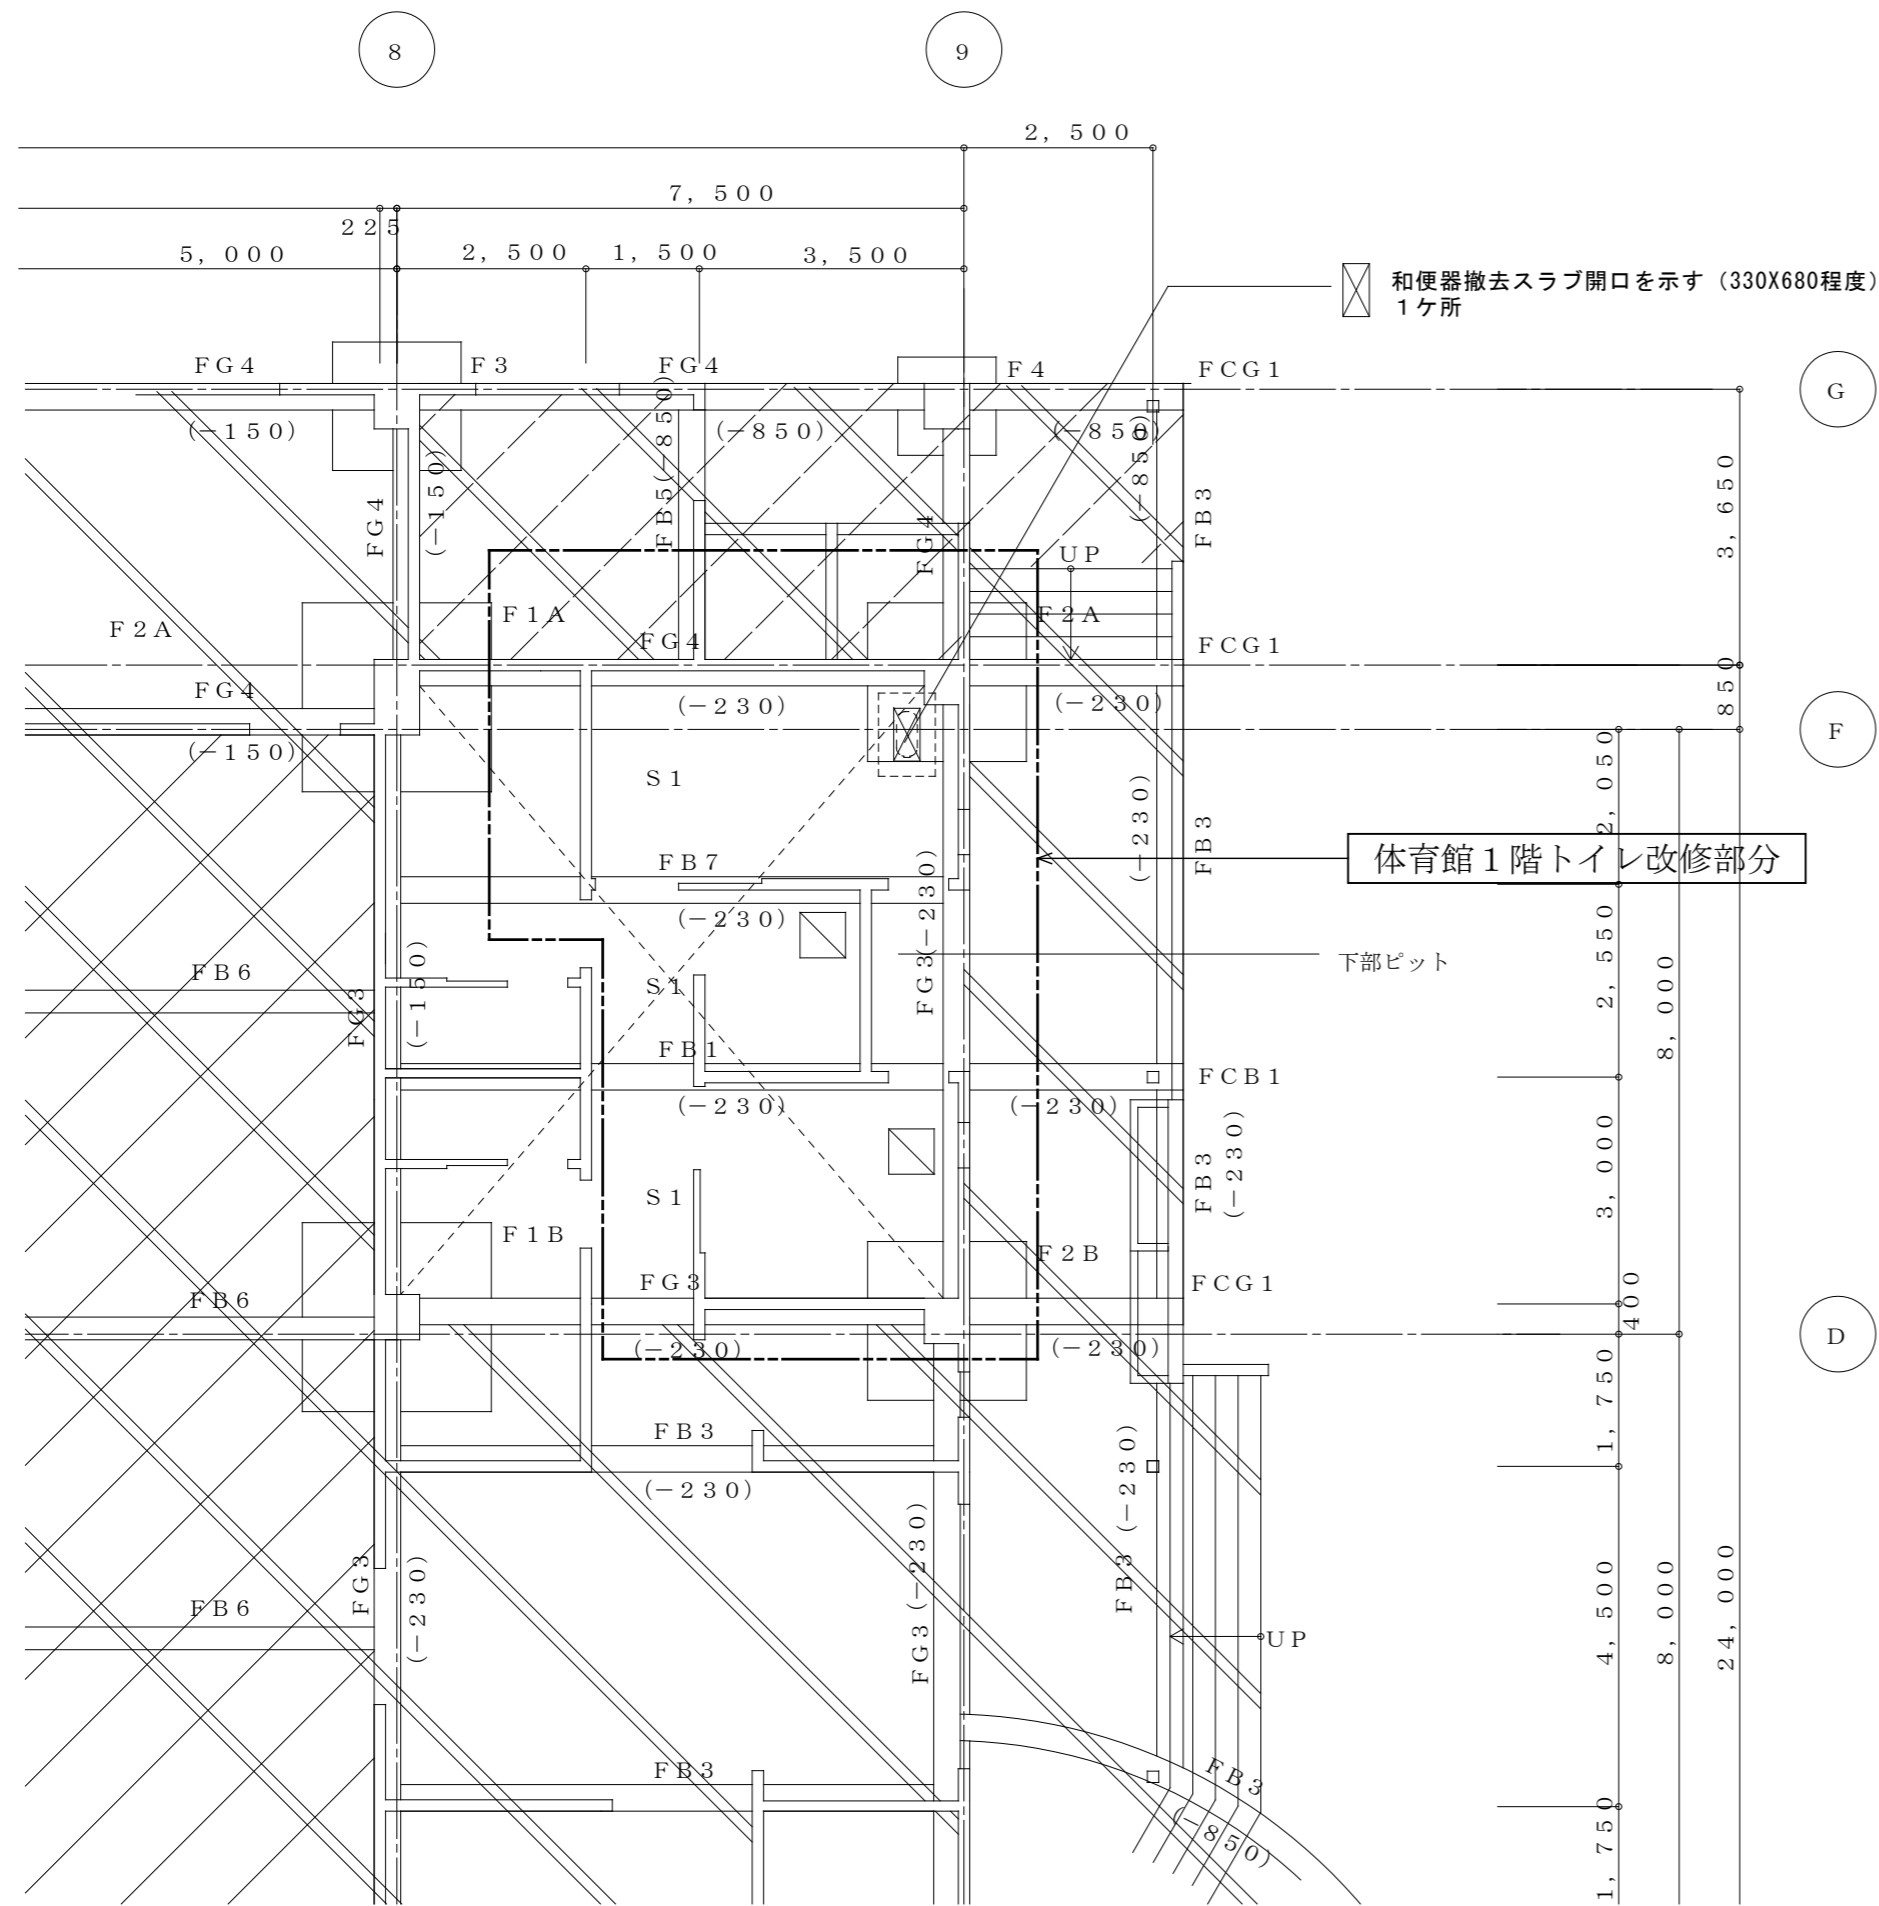 8
9
2，５００
7，５００
２２５
5，０００
2，５００
1，５００
3，５００
和便器撤去スラブ開口を示す（330X680程度）
１ケ所
ＦＧ４
Ｆ３
ＦＧ４
Ｆ４
ＦＣＧ１
G
（－１５０）
（－８５０）
（－８５０）
ＦＧ４
（－１５０）
ＦＢ５（－８５０）
ＦＧ４
（－８５０）
ＦＢ３
3，６５０
ＵＰ
Ｆ２Ａ
Ｆ１Ａ
Ｆ２Ａ
ＦＧ４
ＦＣＧ１
ＦＧ４
（－２３０）
（－２３０）
８５０
F
（－１５０）
Ｓ１
（－２３０）
ＦＢ３
2，０５０
体育館１階トイレ改修部分
ＦＢ７
（－２３０）
ＦＧ３（－２３０）
下部ピット
2，５５０
8，０００
ＦＢ６
ＦＧ３
（－１５０）
Ｓ１
ＦＢ１
ＦＣＢ１
（－２３０）
（－２３０）
ＦＢ３
（－２３０）
3，０００
Ｓ１
Ｆ１Ｂ
Ｆ２Ｂ
ＦＧ３
ＦＣＧ１
ＦＢ６
４００
D
（－２３０）
（－２３０）
1，７５０
ＦＢ３
（－２３０）
ＦＢ３（－２３０）
ＦＧ３
（－２３０）
ＦＧ３（－２３０）
4，５００
8，０００
２４，０００
ＦＢ６
ＵＰ
ＦＢ３
ＦＢ３
（－８５０）
1，７５０